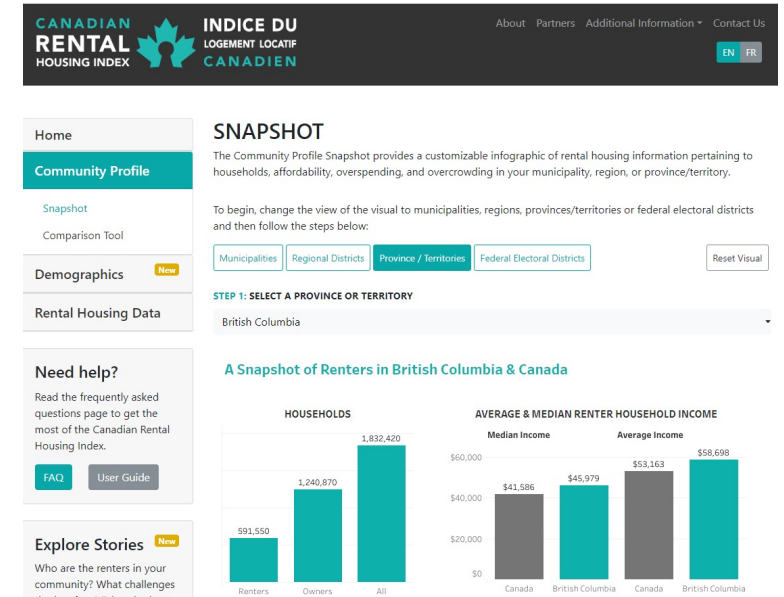 CANADIAN
RENTAL
HOUSING INDEX
INDICE DU
LOGEMENT LOCATIF
CANADIEN
About Partners Additional Information Contact Us
EN FR
Home
Community Profile
Snapshot
Comparison Tool
Demographics New
Rental Housing Data
Need help?
Read the frequently asked
questions page to get the
most of the Canadian Rental
Housing Index.
FAQ User Guide
Explore Stories New
Who are the renters in your
community? What challenges
SNAPSHOT
The Community Profile Snapshot provides a customizable infographic of rental housing information pertaining to
households, affordability, overspending, and overcrowding in your municipality, region, or province/territory.
To begin, change the view of the visual to municipalities, regions, provinces/territories or federal electoral districts
and then follow the steps below:
Municipalities Regional Districts Province / Territories Federal Electoral Districts Reset Visual
STEP 1: SELECT A PROVINCE OR TERRITORY
British Columbia
A Snapshot of Renters in British Columbia & Canada
HOUSEHOLDS
1,832,420
1,240,870
591,550
Renters Owners All
AVERAGE & MEDIAN RENTER HOUSEHOLD INCOME
Median Income Average Income
$60,000
$40,000
$20,000
$0
$41,586
$45,979
$53,163
$58,698
Canada British Columbia Canada British Columbia